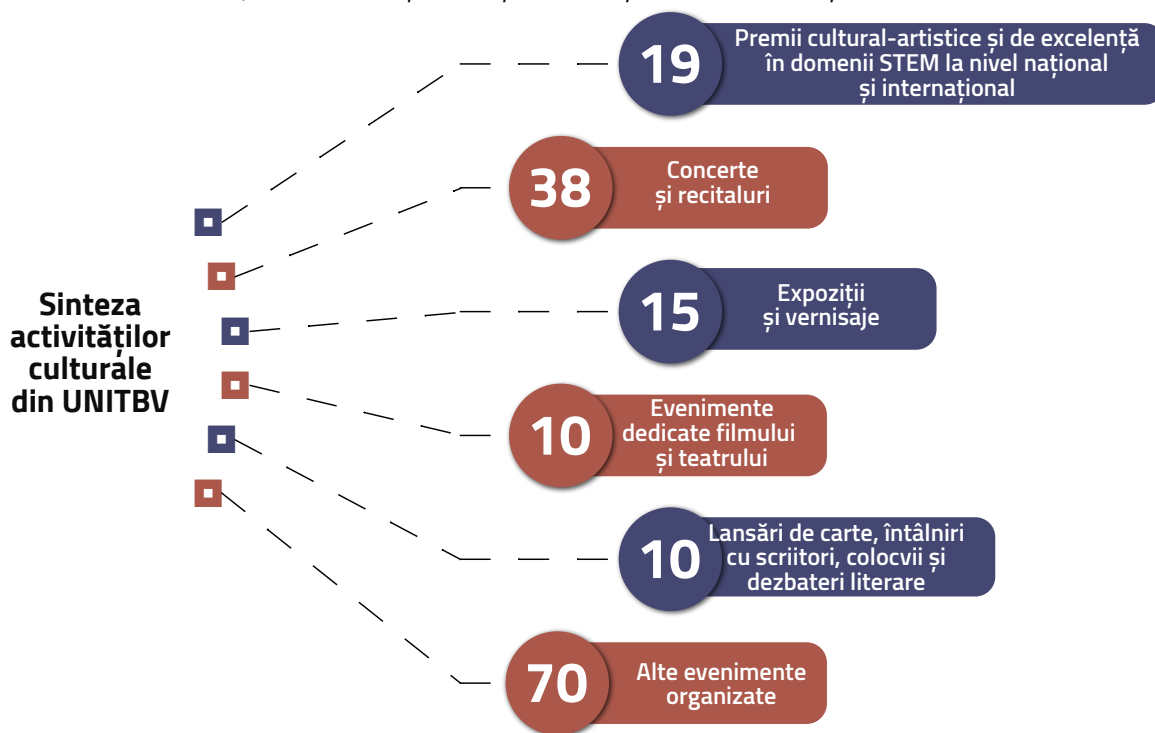 19
Premii cultural-artistice și de excelență
în domenii STEM la nivel național
și internațional
38
Concerte
și recitaluri
Sinteza
activităților
culturale
din UNITBV
15
Expoziții
și vernisaje
10
Evenimente
dedicate filmului
și teatrului
10
Lansări de carte, întâlniri
cu scriitori, colocvii și
dezbateri literare
70
Alte evenimente
organizate